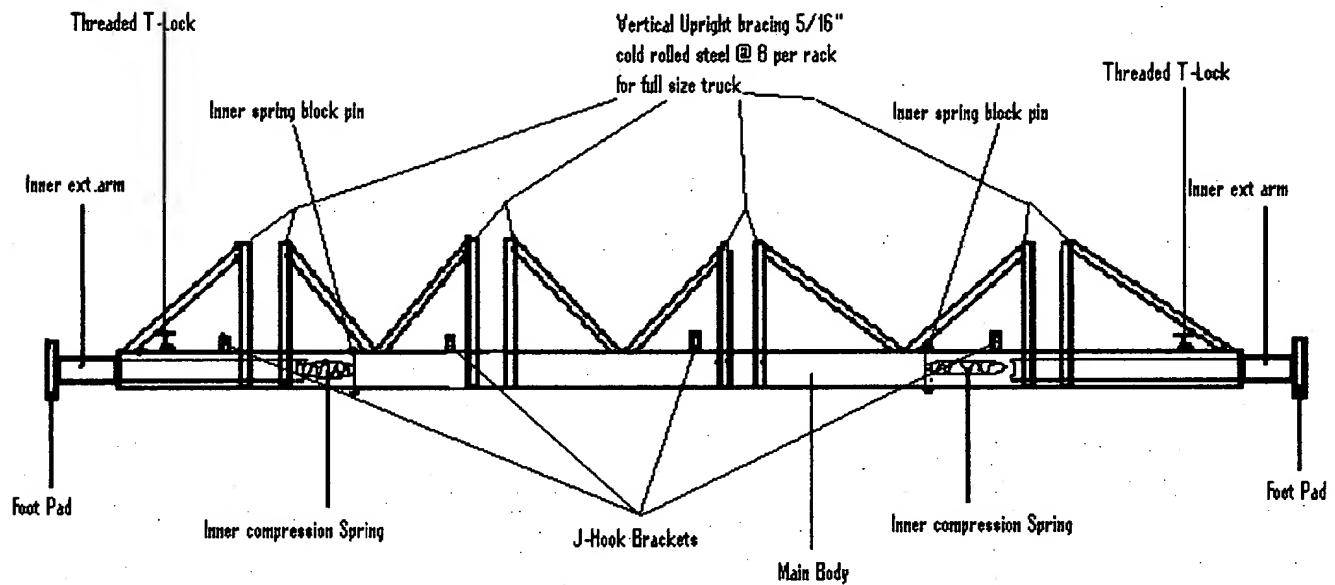 Threaded T-Lock
Vertical Upright bracing 5/16"
cold rolled steel @ 8 per rack
for full size truck
Threaded T-Lock
Inner spring block pin
Inner spring block pin
Inner ext.arm
Inner ext arm
Foot Pad
Inner compression Spring
J-Hook Brackets
Inner compression Spring
Foot Pad
Main Body